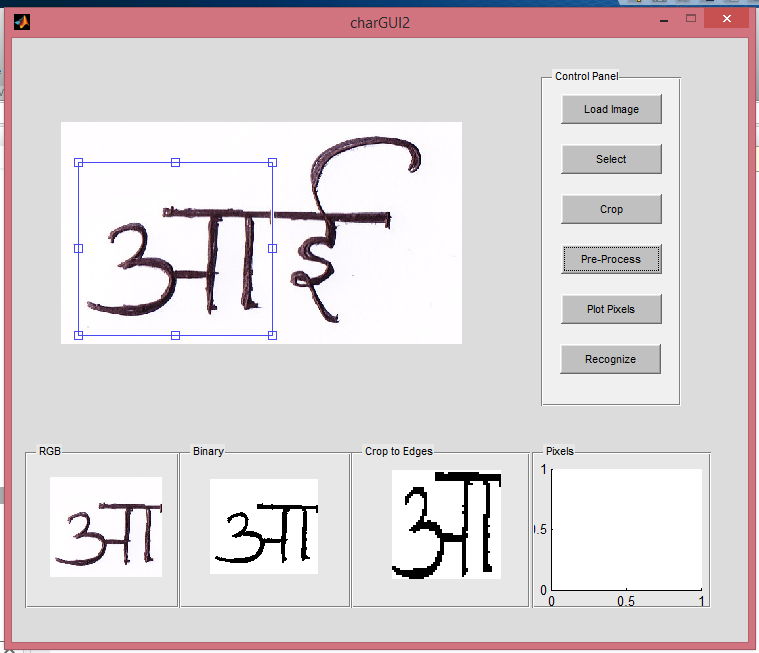 charGUI2
Control Panel
Load Image
Select
Crop
Pre-Process
Plot Pixels
Recognize
आई
RGB
Binary
Crop to Edges
Pixels
आ
आ
आ
1
0.5
0
0
0.5
1